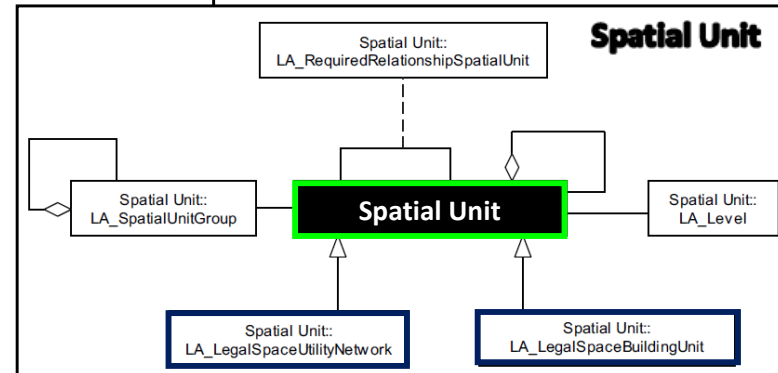 Spatial Unit
Spatial Unit::
LA_RequiredRelationshipSpatialUnit
Spatial Unit::
LA_SpatialUnitGroup
Spatial Unit
Spatial Unit::
LA_Level
Spatial Unit::
LA_LegalSpaceUtilityNetwork
Spatial Unit::
LA_LegalSpaceBuildingUnit